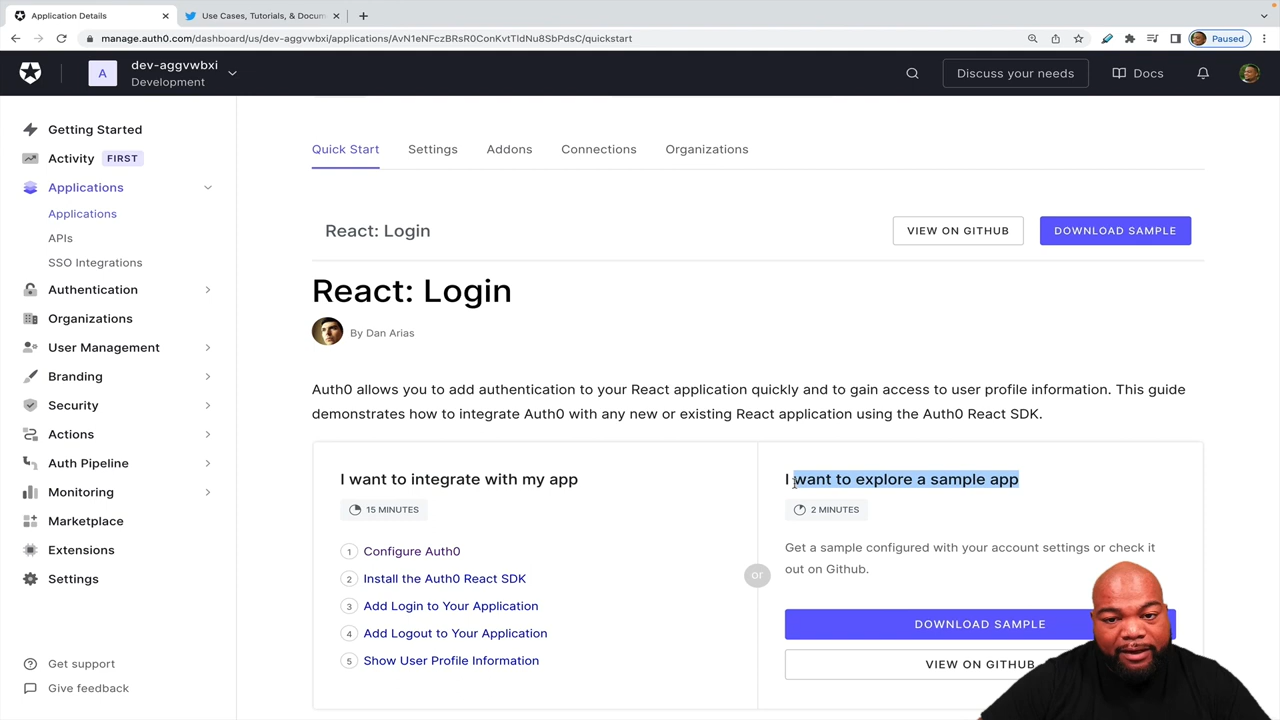 Application Details
Use Cases, Tutorials, & Docum
manage.auth0.com/dashboard/us/dev-aggvwbxi/applications/AvN1eNFczBRsR0ConKvtTldNu8SbPdsC/quickstart
Paused
A
dev-aggvwbxi
Development
Discuss your needs
Docs
Getting Started
Activity FIRST
Applications
Applications
APIs
SSO Integrations
Authentication
Organizations
User Management
Branding
Security
Actions
Auth Pipeline
Monitoring
Marketplace
Extensions
Settings
Get support
Give feedback
Quick Start Settings Addons Connections Organizations
React: Login
VIEW ON GITHUB
DOWNLOAD SAMPLE
React: Login
By Dan Arias
Auth0 allows you to add authentication to your React application quickly and to gain access to user profile information. This guide
demonstrates how to integrate Auth0 with any new or existing React application using the Auth0 React SDK.
I want to integrate with my app
15 MINUTES
1 Configure Auth0
2 Install the Auth0 React SDK
3 Add Login to Your Application
4 Add Logout to Your Application
5 Show User Profile Information
or
I want to explore a sample app
2 MINUTES
Get a sample configured with your account settings or check it
out on Github.
DOWNLOAD SAMPLE
VIEW ON GITHUB